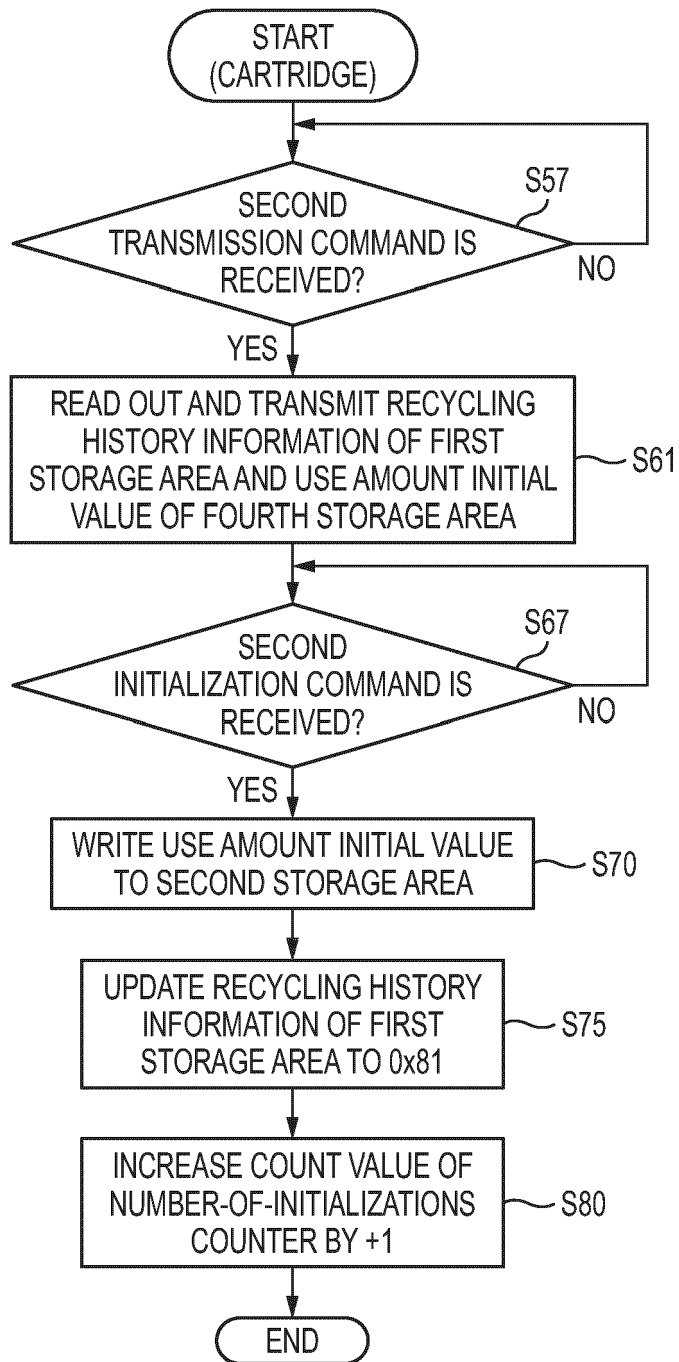 START
(CARTRIDGE)
S57
SECOND
TRANSMISSION COMMAND IS
RECEIVED?
NO
YES
READ OUT AND TRANSMIT RECYCLING
HISTORY INFORMATION OF FIRST
STORAGE AREA AND USE AMOUNT INITIAL
VALUE OF FOURTH STORAGE AREA
S61
S67
SECOND
INITIALIZATION COMMAND IS
RECEIVED?
NO
YES
WRITE USE AMOUNT INITIAL VALUE
TO SECOND STORAGE AREA
S70
UPDATE RECYCLING HISTORY
INFORMATION OF FIRST
STORAGE AREA TO 0x81
S75
INCREASE COUNT VALUE OF
NUMBER-OF-INITIALIZATIONS
COUNTER BY +1
S80
END